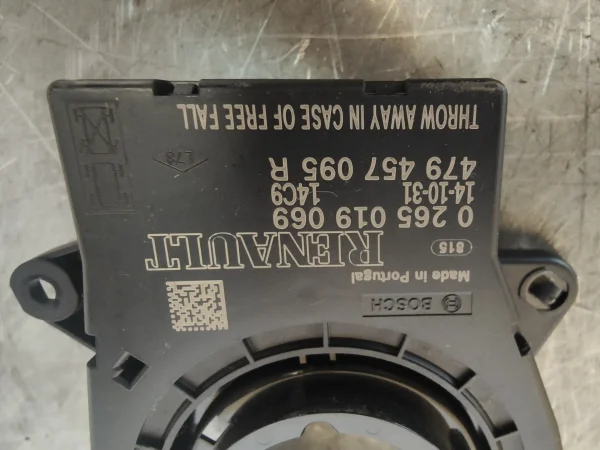 BOSCH
Made in Portugal
815
RENAULT
0 265 019 069
14-10-31 14C9
479 457 095 R
THROW AWAY IN CASE OF FREE FALL